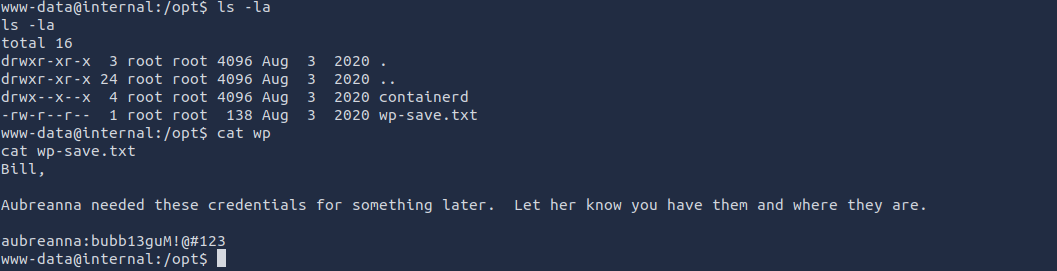 www-data@internal:/opt$ ls -la
ls -la
total 16
drwxr-xr-x  3 root root 4096 Aug  3  2020 .
drwxr-xr-x 24 root root 4096 Aug  3  2020 ..
drwx--x--x  4 root root 4096 Aug  3  2020 containerd
-rw-r--r--  1 root root  138 Aug  3  2020 wp-save.txt
www-data@internal:/opt$ cat wp
cat wp-save.txt
Bill,
Aubreanna needed these credentials for something later.  Let her know you have them and where they are.
aubreanna:bubb13guM!@#123
www-data@internal:/opt$